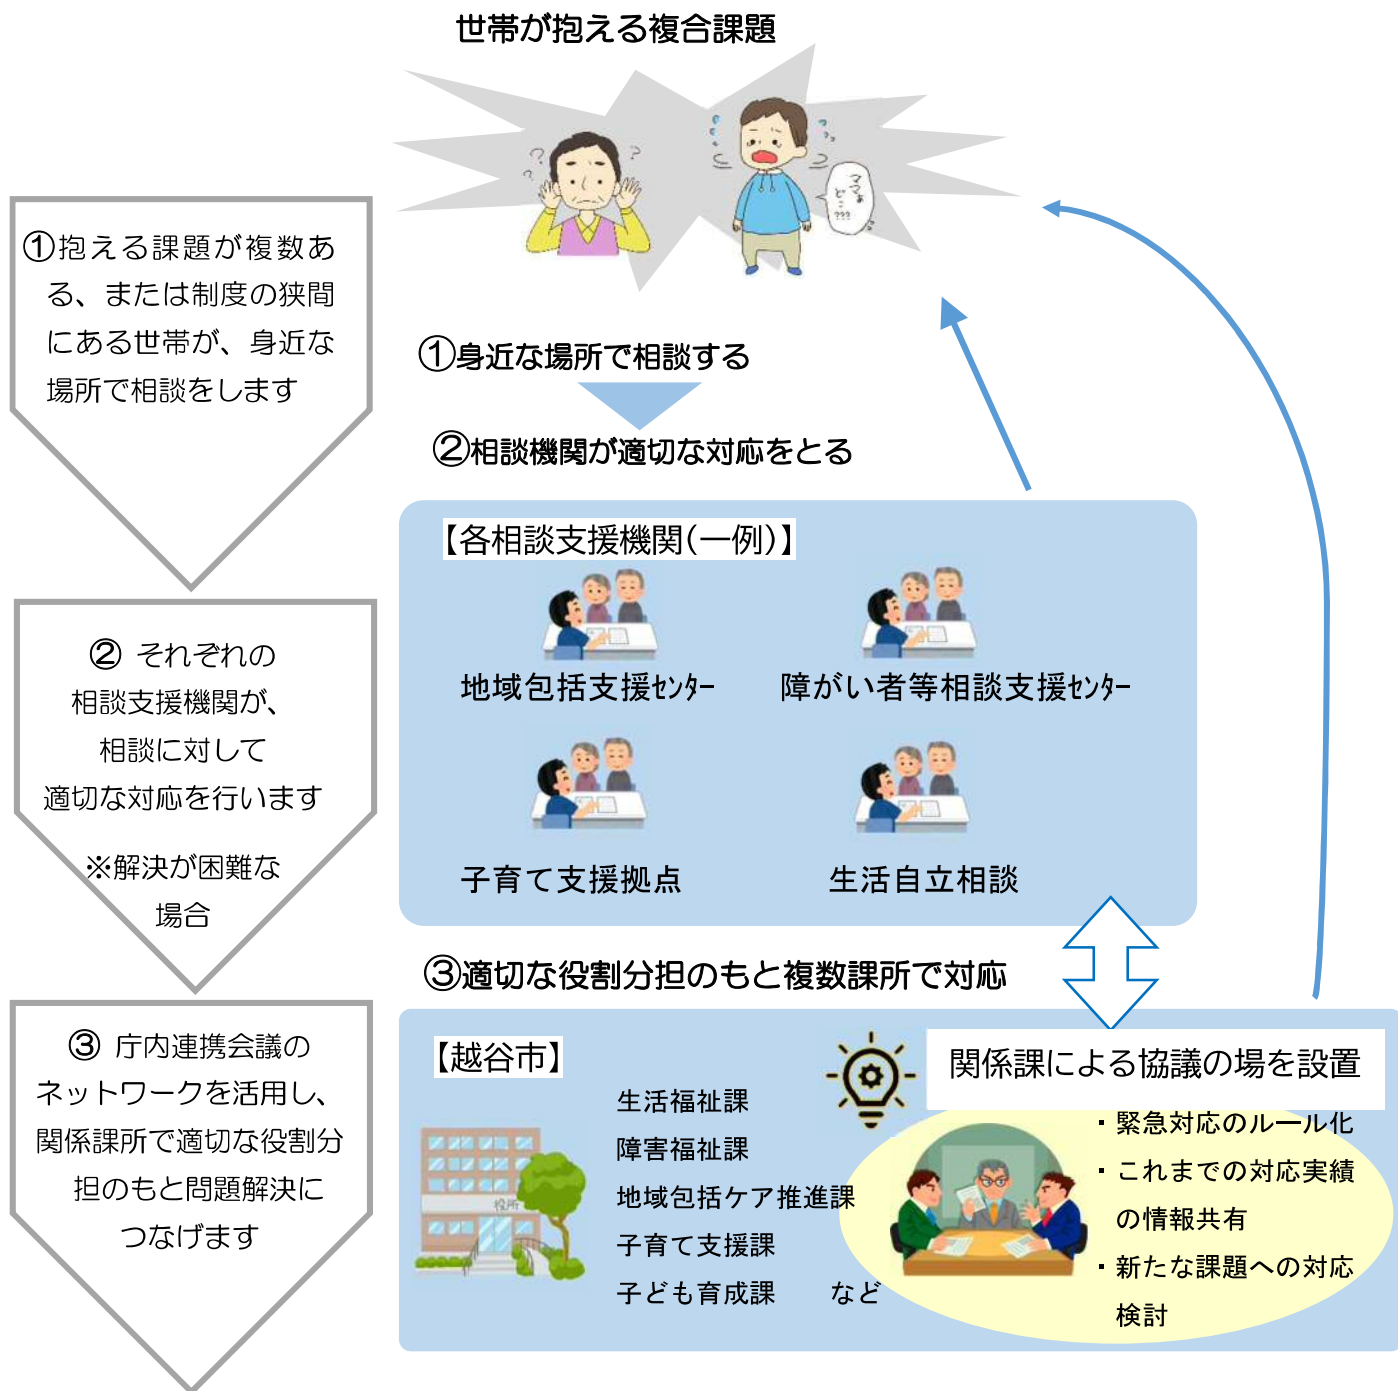 世帯が抱える複合課題
ママぁ
どこ
???
①抱える課題が複数あ
る、または制度の狭間
にある世帯が、身近な
場所で相談をします
①身近な場所で相談する
②相談機関が適切な対応をとる
【各相談支援機関(一例)】
地域包括支援ｾﾝﾀｰ
障がい者等相談支援ｾﾝﾀｰ
子育て支援拠点
生活自立相談
② それぞれの
相談支援機関が、
相談に対して
適切な対応を行います
※解決が困難な
場合
③適切な役割分担のもと複数課所で対応
③ 庁内連携会議の
ネットワークを活用し、
関係課所で適切な役割分
担のもと問題解決に
つなげます
【越谷市】
役所
生活福祉課
障害福祉課
地域包括ケア推進課
子育て支援課
子ども育成課 など
関係課による協議の場を設置
・緊急対応のルール化
・これまでの対応実績
の情報共有
・新たな課題への対応
検討